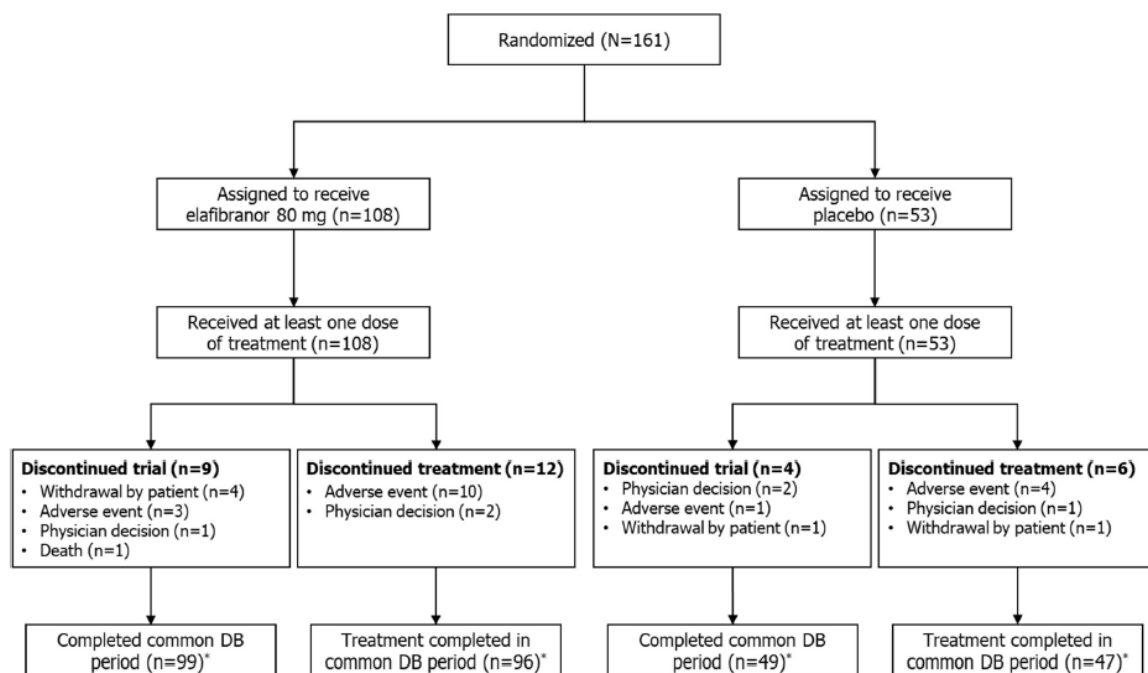 Randomized (N=161)
Assigned to receive
elafibranor 80 mg (n=108)
Assigned to receive
placebo (n=53)
Received at least one dose
of treatment (n=108)
Received at least one dose
of treatment (n=53)
Discontinued trial (n=9)
• Withdrawal by patient (n=4)
• Adverse event (n=3)
• Physician decision (n=1)
• Death (n=1)
Discontinued treatment (n=12)
• Adverse event (n=10)
• Physician decision (n=2)
Discontinued trial (n=4)
• Physician decision (n=2)
• Adverse event (n=1)
• Withdrawal by patient (n=1)
Discontinued treatment (n=6)
• Adverse event (n=4)
• Physician decision (n=1)
• Withdrawal by patient (n=1)
Completed common DB
period (n=99)*
Treatment completed in
common DB period (n=96)*
Completed common DB
period (n=49)*
Treatment completed in
common DB period (n=47)*